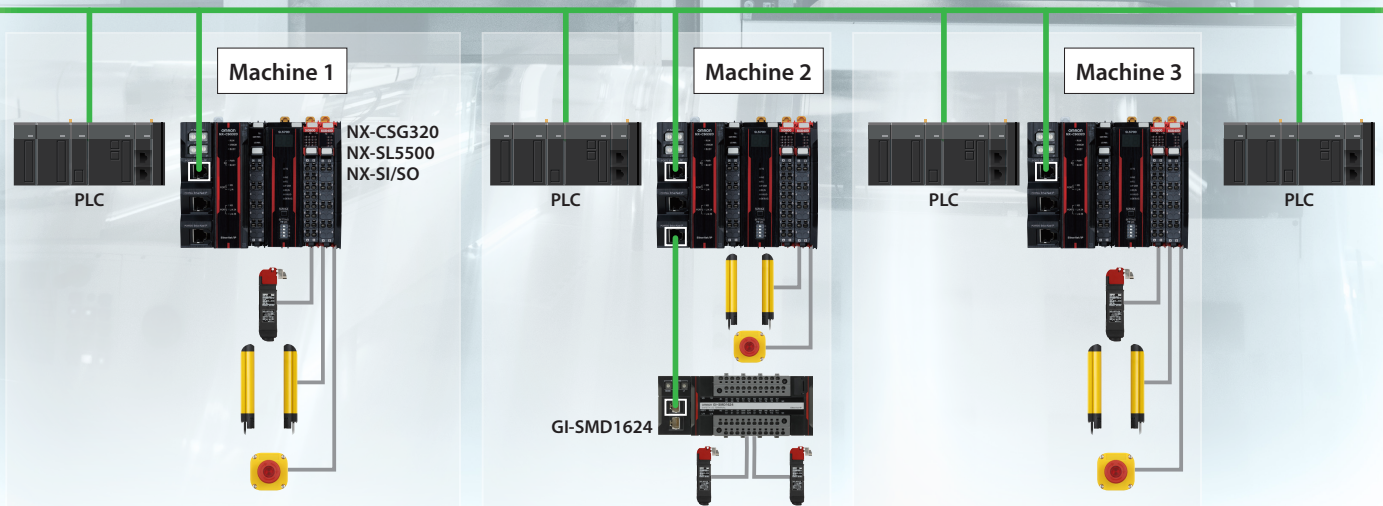 Machine 1
Machine 2
Machine 3
NX-CSG320
NX-SL5500
NX-SI/SO
PLC
PLC
PLC
PLC
GI-SMD1624